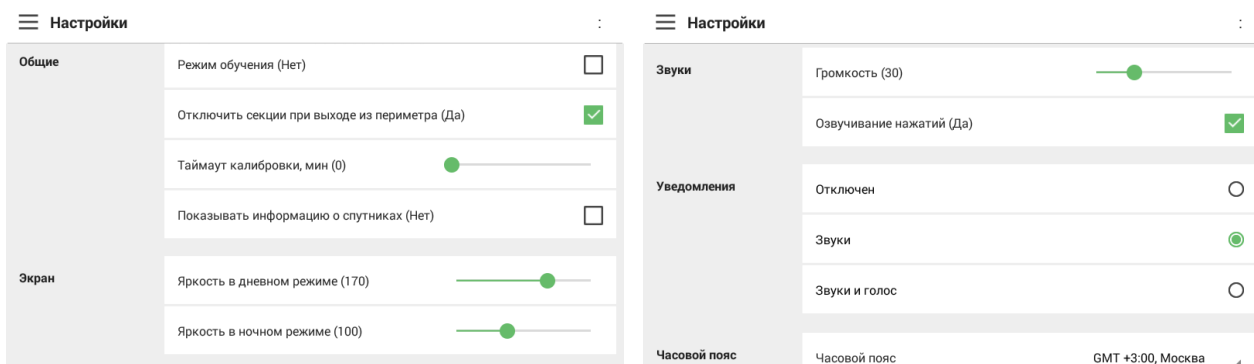 Настройки
Общие
Режим обучения (Нет)
Отключить секции при выходе из периметра (Да)
Таймаут калибровки, мин (0)
Показывать информацию о спутниках (Нет)
Экран
Яркость в дневном режиме (170)
Яркость в ночном режиме (100)
Настройки
Звуки
Громкость (30)
Озвучивание нажатий (Да)
Уведомления
Отключен
Звуки
Звуки и голос
Часовой пояс
Часовой пояс GMT +3:00, Москва